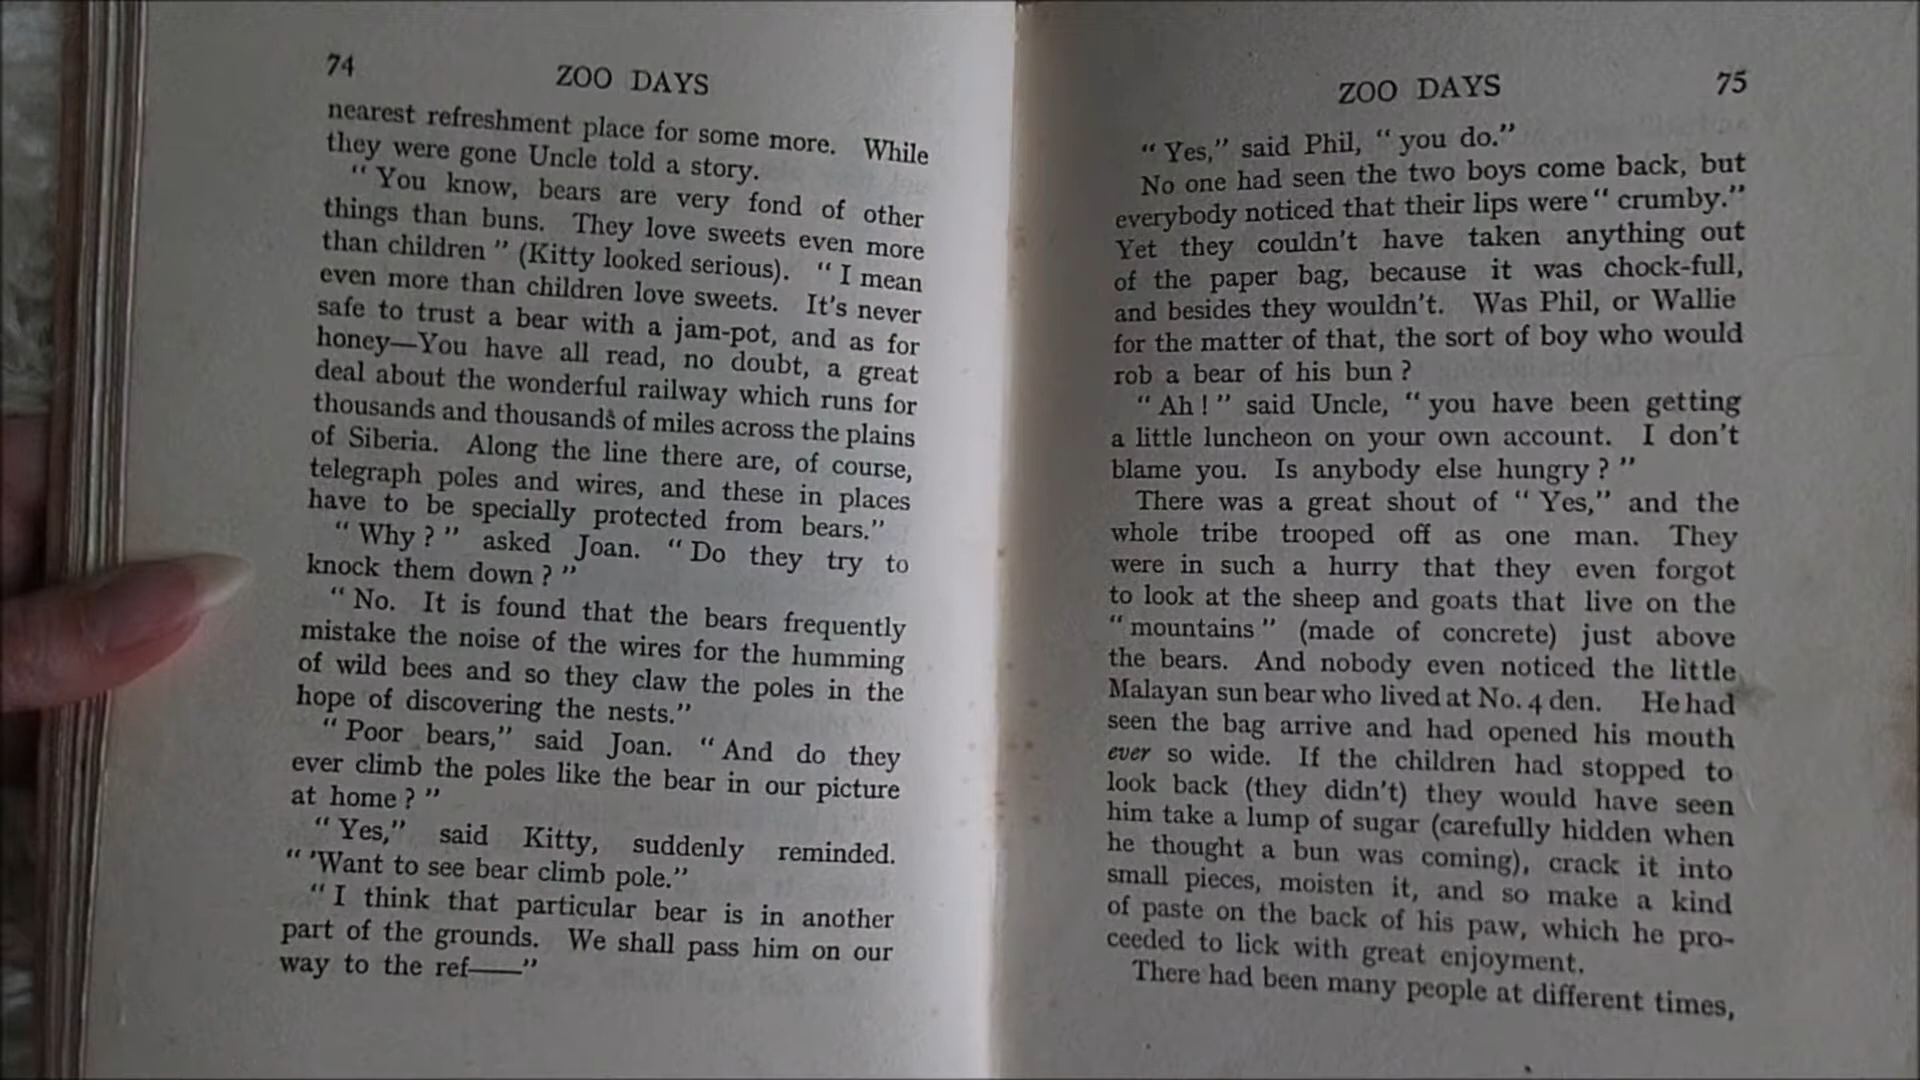 74
ZOO DAYS
nearest refreshment place for some more. While
they were gone Uncle told a story.
“ You know, bears are very fond of other
things than buns. They love sweets even more
than children ” (Kitty looked serious). “ I mean
even more than children love sweets. It's never
safe to trust a bear with a jam-pot, and as for
honey—You have all read, no doubt, a great
deal about the wonderful railway which runs for
thousands and thousands of miles across the plains
of Siberia. Along the line there are, of course,
telegraph poles and wires, and these in places
have to be specially protected from bears.”
“ Why ? ” asked Joan. “ Do they try to
knock them down ? ”
“ No. It is found that the bears frequently
mistake the noise of the wires for the humming
of wild bees and so they claw the poles in the
hope of discovering the nests.”
“ Poor bears,” said Joan. “ And do they
ever climb the poles like the bear in our picture
at home ? ”
“ Yes,” said Kitty, suddenly reminded.
“ 'Want to see bear climb pole.”
“ I think that particular bear is in another
part of the grounds. We shall pass him on our
way to the ref——”
ZOO DAYS
75
“ Yes,” said Phil, “ you do.”
No one had seen the two boys come back, but
everybody noticed that their lips were “ crumby.”
Yet they couldn't have taken anything out
of the paper bag, because it was chock-full,
and besides they wouldn't. Was Phil, or Wallie
for the matter of that, the sort of boy who would
rob a bear of his bun ?
“ Ah ! ” said Uncle, “ you have been getting
a little luncheon on your own account. I don't
blame you. Is anybody else hungry ? ”
There was a great shout of “ Yes,” and the
whole tribe trooped off as one man. They
were in such a hurry that they even forgot
to look at the sheep and goats that live on the
“ mountains ” (made of concrete) just above
the bears. And nobody even noticed the little
Malayan sun bear who lived at No. 4 den. He had
seen the bag arrive and had opened his mouth
ever so wide. If the children had stopped to
look back (they didn't) they would have seen
him take a lump of sugar (carefully hidden when
he thought a bun was coming), crack it into
small pieces, moisten it, and so make a kind
of paste on the back of his paw, which he pro-
ceeded to lick with great enjoyment.
There had been many people at different times,